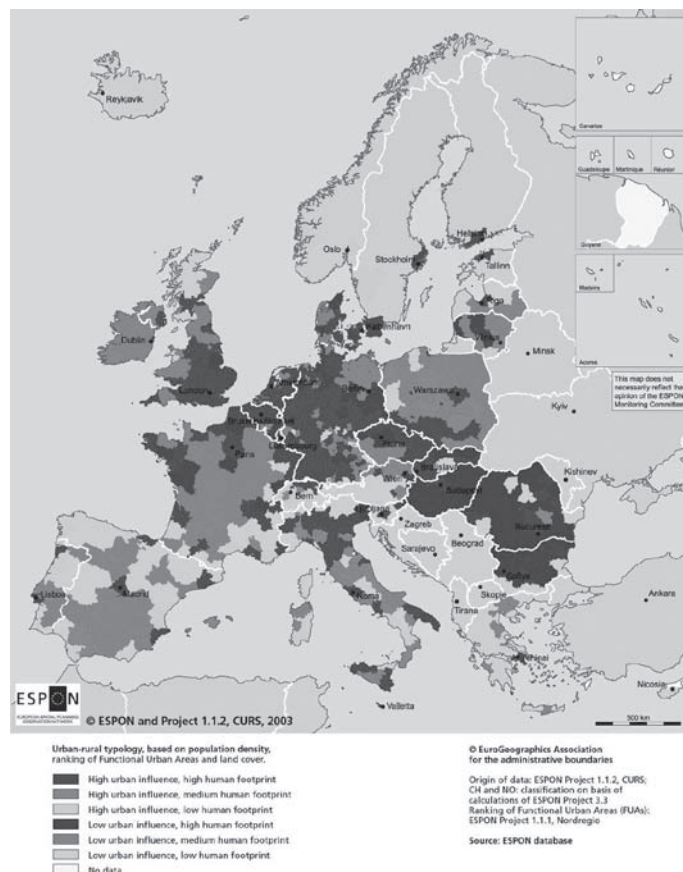 Reykjavik
Canarias
Guadeloupe
Martinique
Réunion
Guyane
Helsinki
Oslo
Stockholm
Tallinn
Madeira
Riga
Acores
København
Dublin
Vilnius
Minsk
This map does not
necessarily reflect the
opinion of the ESPON
Monitoring Committee
London
Amsterdam
Berlin
Warszawa
Kyiv
Luxembourg
Praha
Paris
Kishinev
Wien
Bratislava
Bern
Budapest
Zagreb
Bucuresti
Beograd
Sarajevo
Sofiya
Lisboa
Madrid
Roma
Skopje
Tirana
Ankara
Nicosia
Valletta
ESPON
© ESPON and Project 1.1.2, CURS, 2003
500 km
Urban-rural typology, based on population density,
ranking of Functional Urban Areas and land cover.
High urban influence, high human footprint
High urban influence, medium human footprint
High urban influence, low human footprint
Low urban influence, high human footprint
Low urban influence, medium human footprint
Low urban influence, low human footprint
No data
© EuroGeographics Association
for the administrative boundaries
Origin of data: ESPON Project 1.1.2, CURS;
CH and NO: classification on basis of
calculations of ESPON Project 3.3
Ranking of Functional Urban Areas (FUAs):
ESPON Project 1.1.1, Nordregio
Source: ESPON database